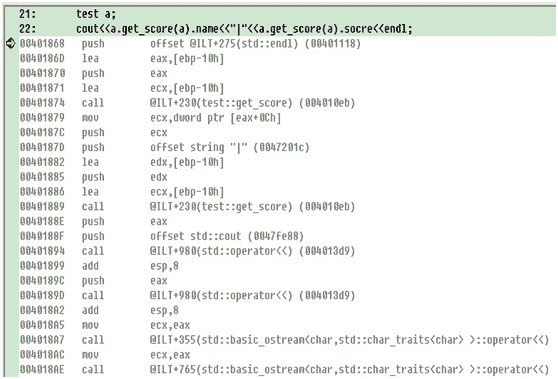 21: test a;
22: cout<<a.get_score(a).name<<"|"<<a.get_score(a).socre<<endl;
00401868 push offset @ILT+275(std::endl) (00401118)
0040186D lea eax,[ebp-10h]
00401870 push eax
00401871 lea ecx,[ebp-10h]
00401874 call @ILT+230(test::get_score) (004010eb)
00401879 mov ecx,dword ptr [eax+0Ch]
0040187C push ecx
0040187D push offset string "|" (0047201c)
00401882 lea edx,[ebp-10h]
00401885 push edx
00401886 lea ecx,[ebp-10h]
00401889 call @ILT+230(test::get_score) (004010eb)
0040188E push eax
0040188F push offset std::cout (0047fe88)
00401894 call @ILT+980(std::operator<<) (004013d9)
00401899 add esp,8
0040189C push eax
0040189D call @ILT+980(std::operator<<) (004013d9)
004018A2 add esp,8
004018A5 mov ecx,eax
004018A7 call @ILT+355(std::basic_ostream<char,std::char_traits<char> >::operator<<)
004018AC mov ecx,eax
004018AE call @ILT+765(std::basic_ostream<char,std::char_traits<char> >::operator<<)